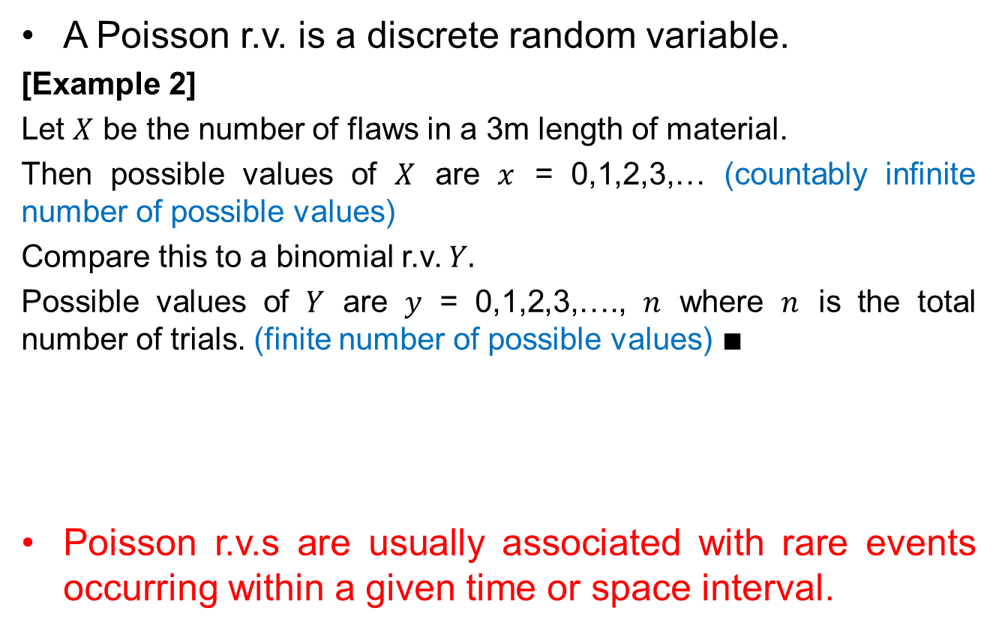 • A Poisson r.v. is a discrete random variable.
[Example 2]
Let 𝑋 be the number of flaws in a 3m length of material.
Then possible values of 𝑋 are 𝑥 = 0,1,2,3,… (countably infinite
number of possible values)
Compare this to a binomial r.v. 𝑌.
Possible values of 𝑌 are 𝑦 = 0,1,2,3,…., 𝑛 where 𝑛 is the total
number of trials. (finite number of possible values) ■
• Poisson r.v.s are usually associated with rare events
occurring within a given time or space interval.